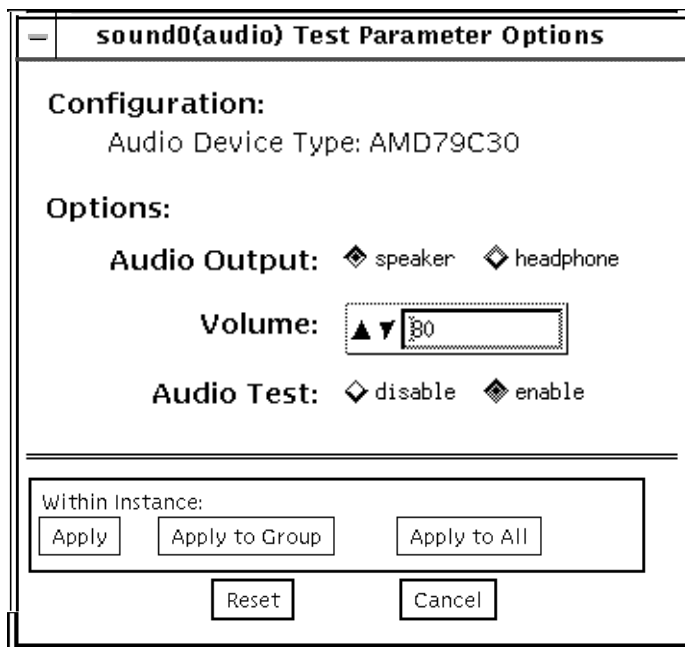 sound0(audio) Test Parameter Options
Configuration:
Audio Device Type: AMD79C30
Options:
Audio Output: speaker headphone
Volume: 80
Audio Test: disable enable
Within Instance:
Apply Apply to Group Apply to All
Reset Cancel